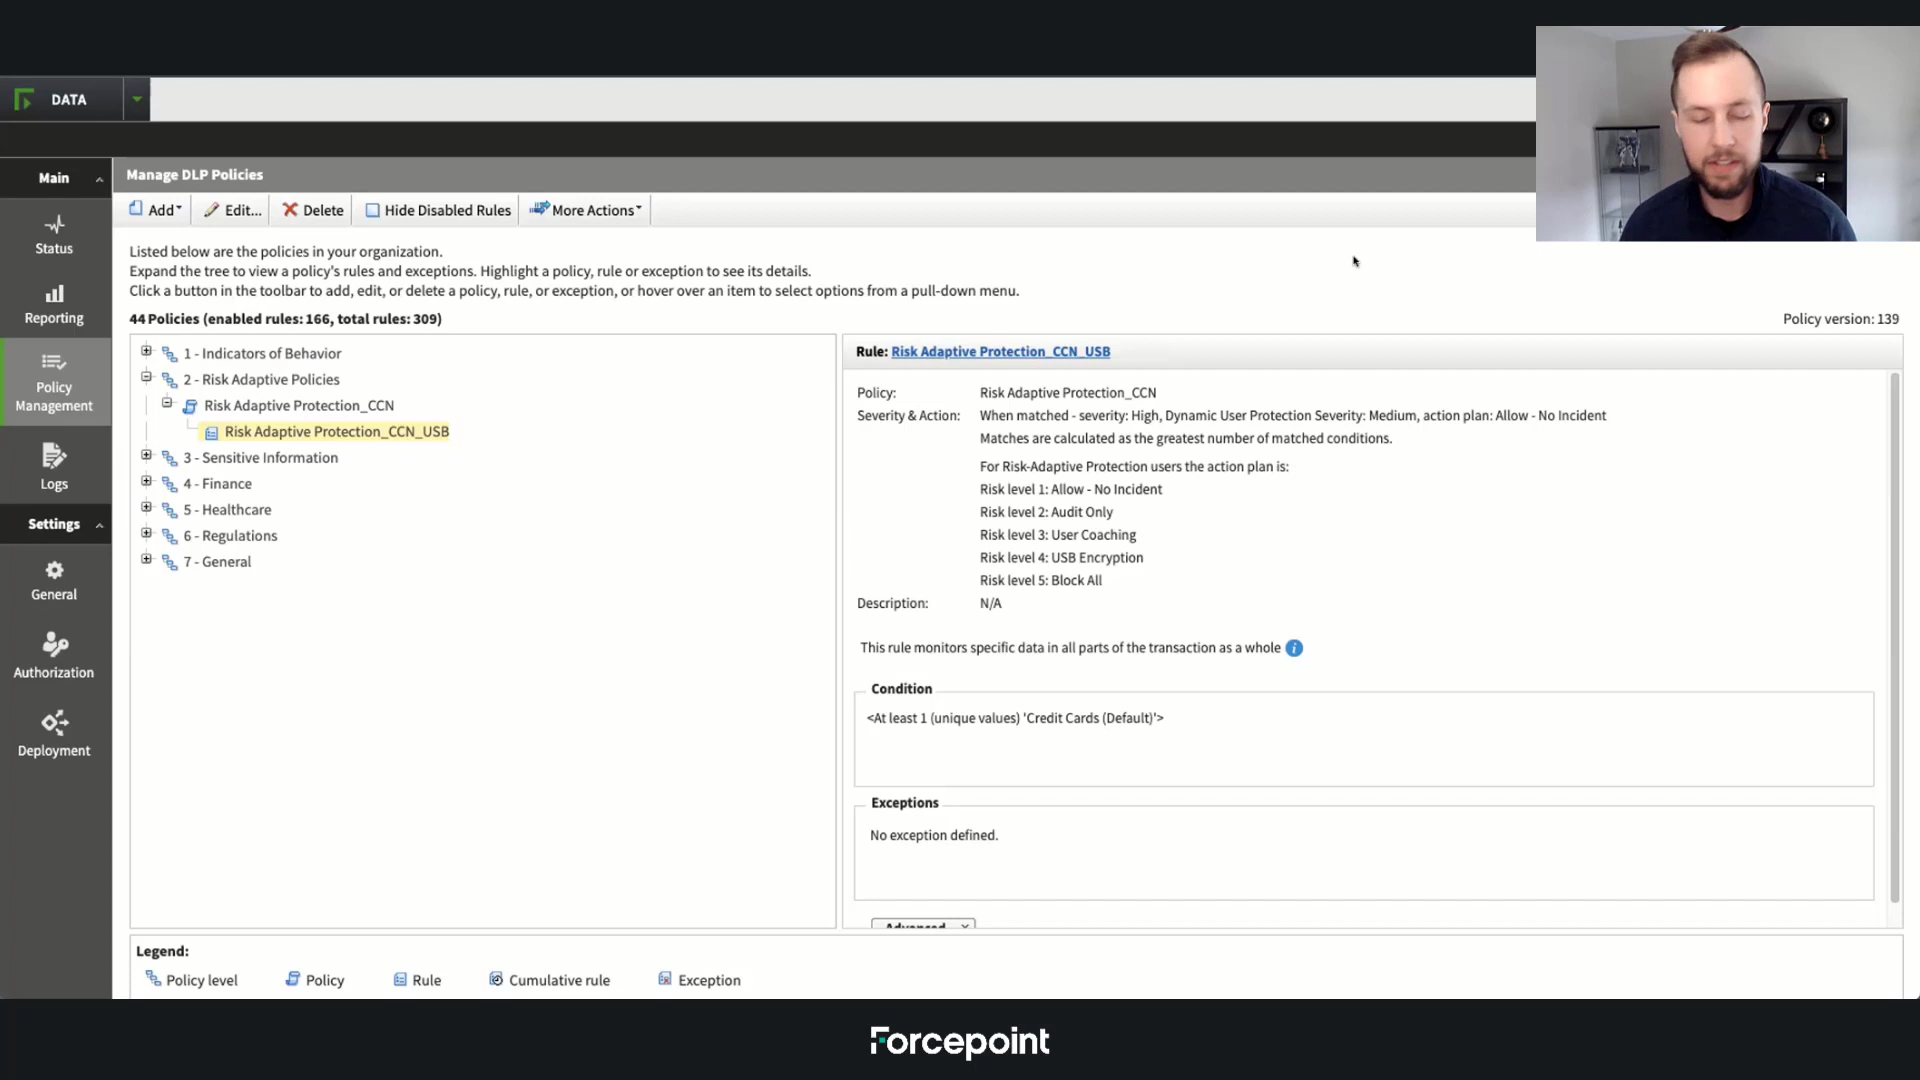 DATA
Main
Status
Reporting
Policy
Management
Logs
Settings
General
Authorization
Deployment
Manage DLP Policies
Add
Edit...
Delete
Hide Disabled Rules
More Actions
Listed below are the policies in your organization.
Expand the tree to view a policy's rules and exceptions. Highlight a policy, rule or exception to see its details.
Click a button in the toolbar to add, edit, or delete a policy, rule, or exception, or hover over an item to select options from a pull-down menu.
44 Policies (enabled rules: 166, total rules: 309)
Policy version: 139
1 - Indicators of Behavior
2 - Risk Adaptive Policies
Risk Adaptive Protection_CCN
Risk Adaptive Protection_CCN_USB
3 - Sensitive Information
4 - Finance
5 - Healthcare
6 - Regulations
7 - General
Rule: Risk Adaptive Protection_CCN_USB
Policy: Risk Adaptive Protection_CCN
Severity & Action: When matched - severity: High, Dynamic User Protection Severity: Medium, action plan: Allow - No Incident
Matches are calculated as the greatest number of matched conditions.
For Risk-Adaptive Protection users the action plan is:
Risk level 1: Allow - No Incident
Risk level 2: Audit Only
Risk level 3: User Coaching
Risk level 4: USB Encryption
Risk level 5: Block All
Description: N/A
This rule monitors specific data in all parts of the transaction as a whole
Condition
<At least 1 (unique values) 'Credit Cards (Default)'>
Exceptions
No exception defined.
Advanced
Legend:
Policy level
Policy
Rule
Cumulative rule
Exception
Forcepoint